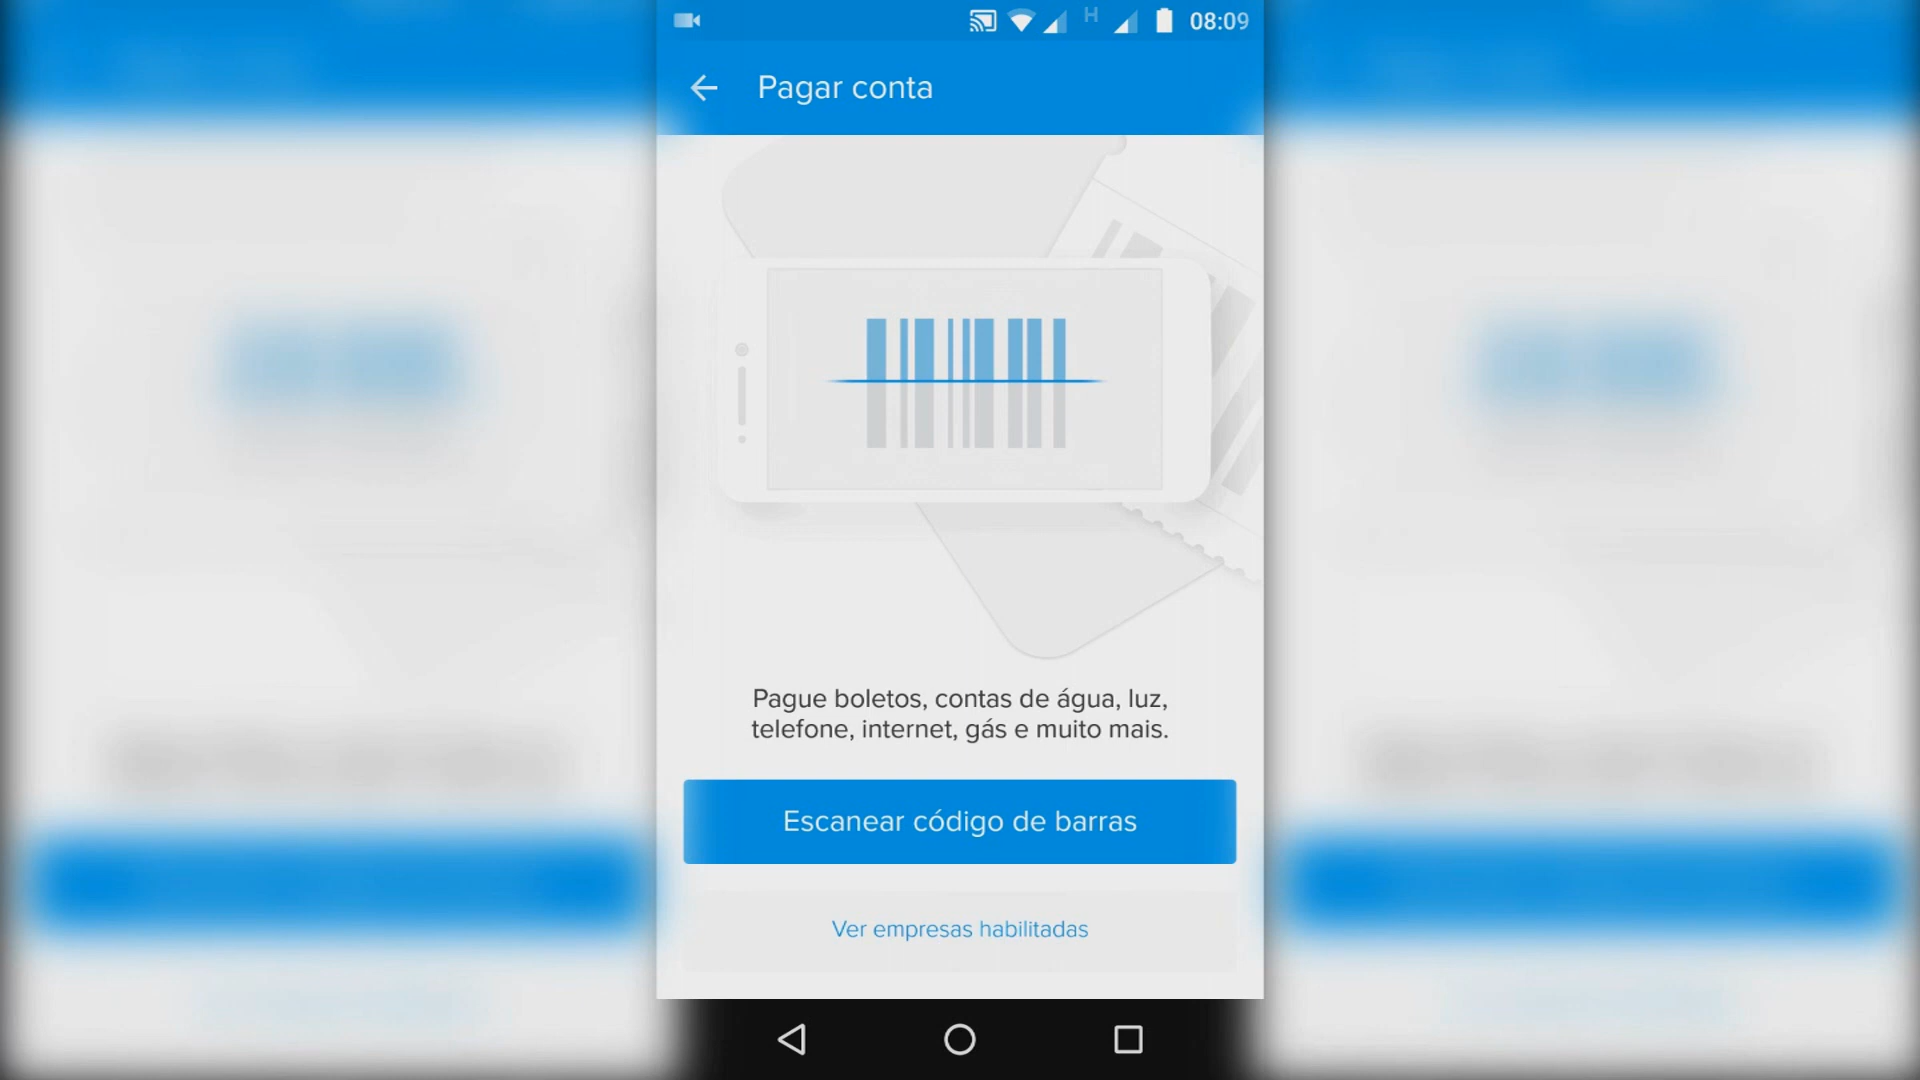 H 08:09
Pagar conta
Pague boletos, contas de água, luz,
telefone, internet, gás e muito mais.
Escanear código de barras
Ver empresas habilitadas